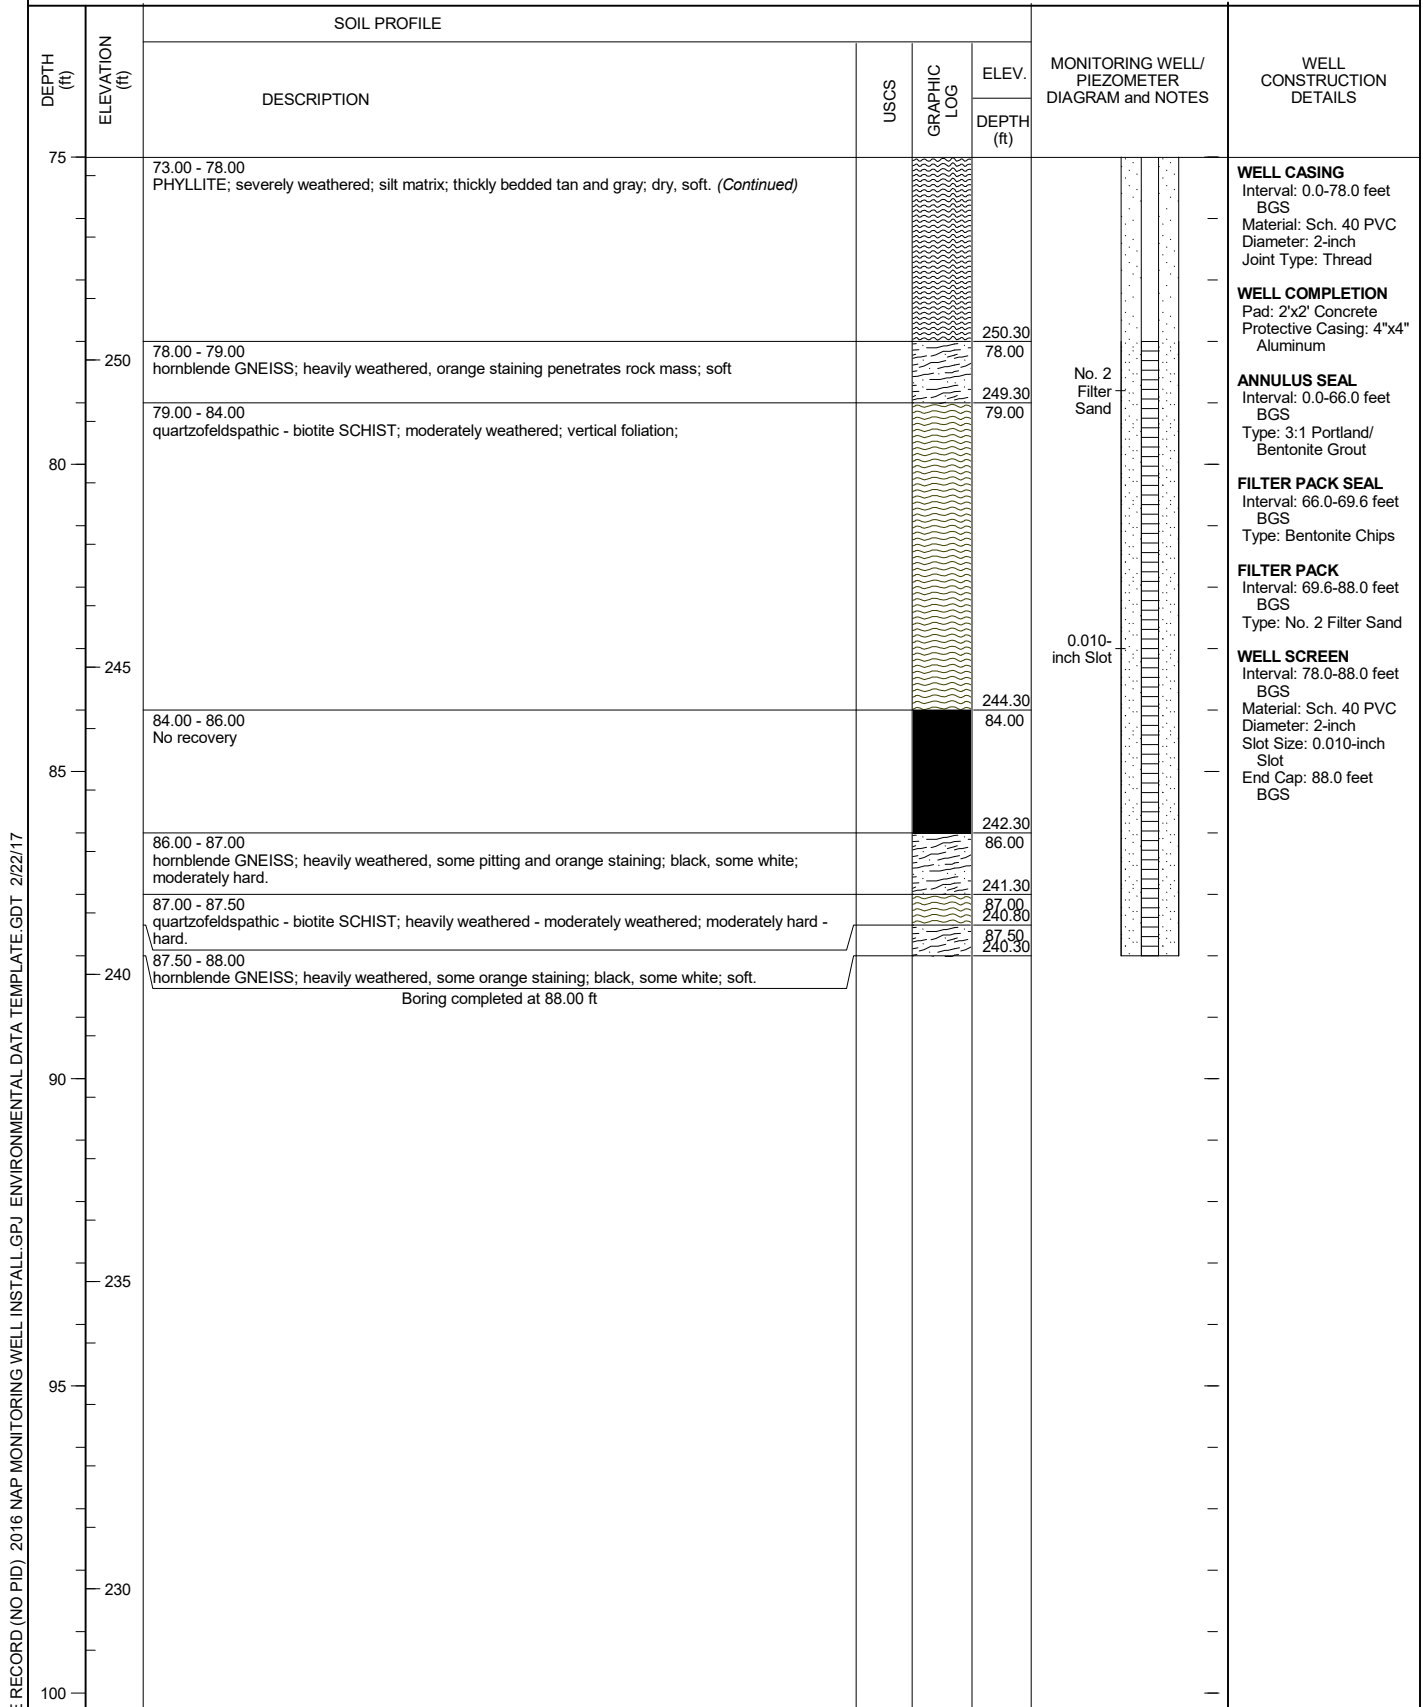 SOIL PROFILE
DEPTH
(ft)
ELEVATION
(ft)
DESCRIPTION
USCS
GRAPHIC
LOG
ELEV.
DEPTH
(ft)
MONITORING WELL/
PIEZOMETER
DIAGRAM and NOTES
WELL
CONSTRUCTION
DETAILS
75
73.00 - 78.00
PHYLLITE; severely weathered; silt matrix; thickly bedded tan and gray; dry, soft. (Continued)
250.30
250
78.00 - 79.00
hornblende GNEISS; heavily weathered, orange staining penetrates rock mass; soft
78.00
249.30
79.00 - 84.00
quartzofeldspathic - biotite SCHIST; moderately weathered; vertical foliation;
79.00
80
245
244.30
84.00 - 86.00
No recovery
84.00
85
242.30
86.00 - 87.00
hornblende GNEISS; heavily weathered, some pitting and orange staining; black, some white;
moderately hard.
86.00
241.30
87.00 - 87.50
quartzofeldspathic - biotite SCHIST; heavily weathered - moderately weathered; moderately hard -
hard.
87.00
240.80
87.50 - 88.00
hornblende GNEISS; heavily weathered, some orange staining; black, some white; soft.
87.50
240.30
240
Boring completed at 88.00 ft
90
235
95
230
100
No. 2
Filter
Sand
0.010-
inch Slot
WELL CASING
Interval: 0.0-78.0 feet
BGS
Material: Sch. 40 PVC
Diameter: 2-inch
Joint Type: Thread
WELL COMPLETION
Pad: 2'x2' Concrete
Protective Casing: 4"x4"
Aluminum
ANNULUS SEAL
Interval: 0.0-66.0 feet
BGS
Type: 3:1 Portland/
Bentonite Grout
FILTER PACK SEAL
Interval: 66.0-69.6 feet
BGS
Type: Bentonite Chips
FILTER PACK
Interval: 69.6-88.0 feet
BGS
Type: No. 2 Filter Sand
WELL SCREEN
Interval: 78.0-88.0 feet
BGS
Material: Sch. 40 PVC
Diameter: 2-inch
Slot Size: 0.010-inch
Slot
End Cap: 88.0 feet
BGS
RECORD (NO PID) 2016 NAP MONITORING WELL INSTALL.GPJ ENVIRONMENTAL DATA TEMPLATE.GDT 2/22/17